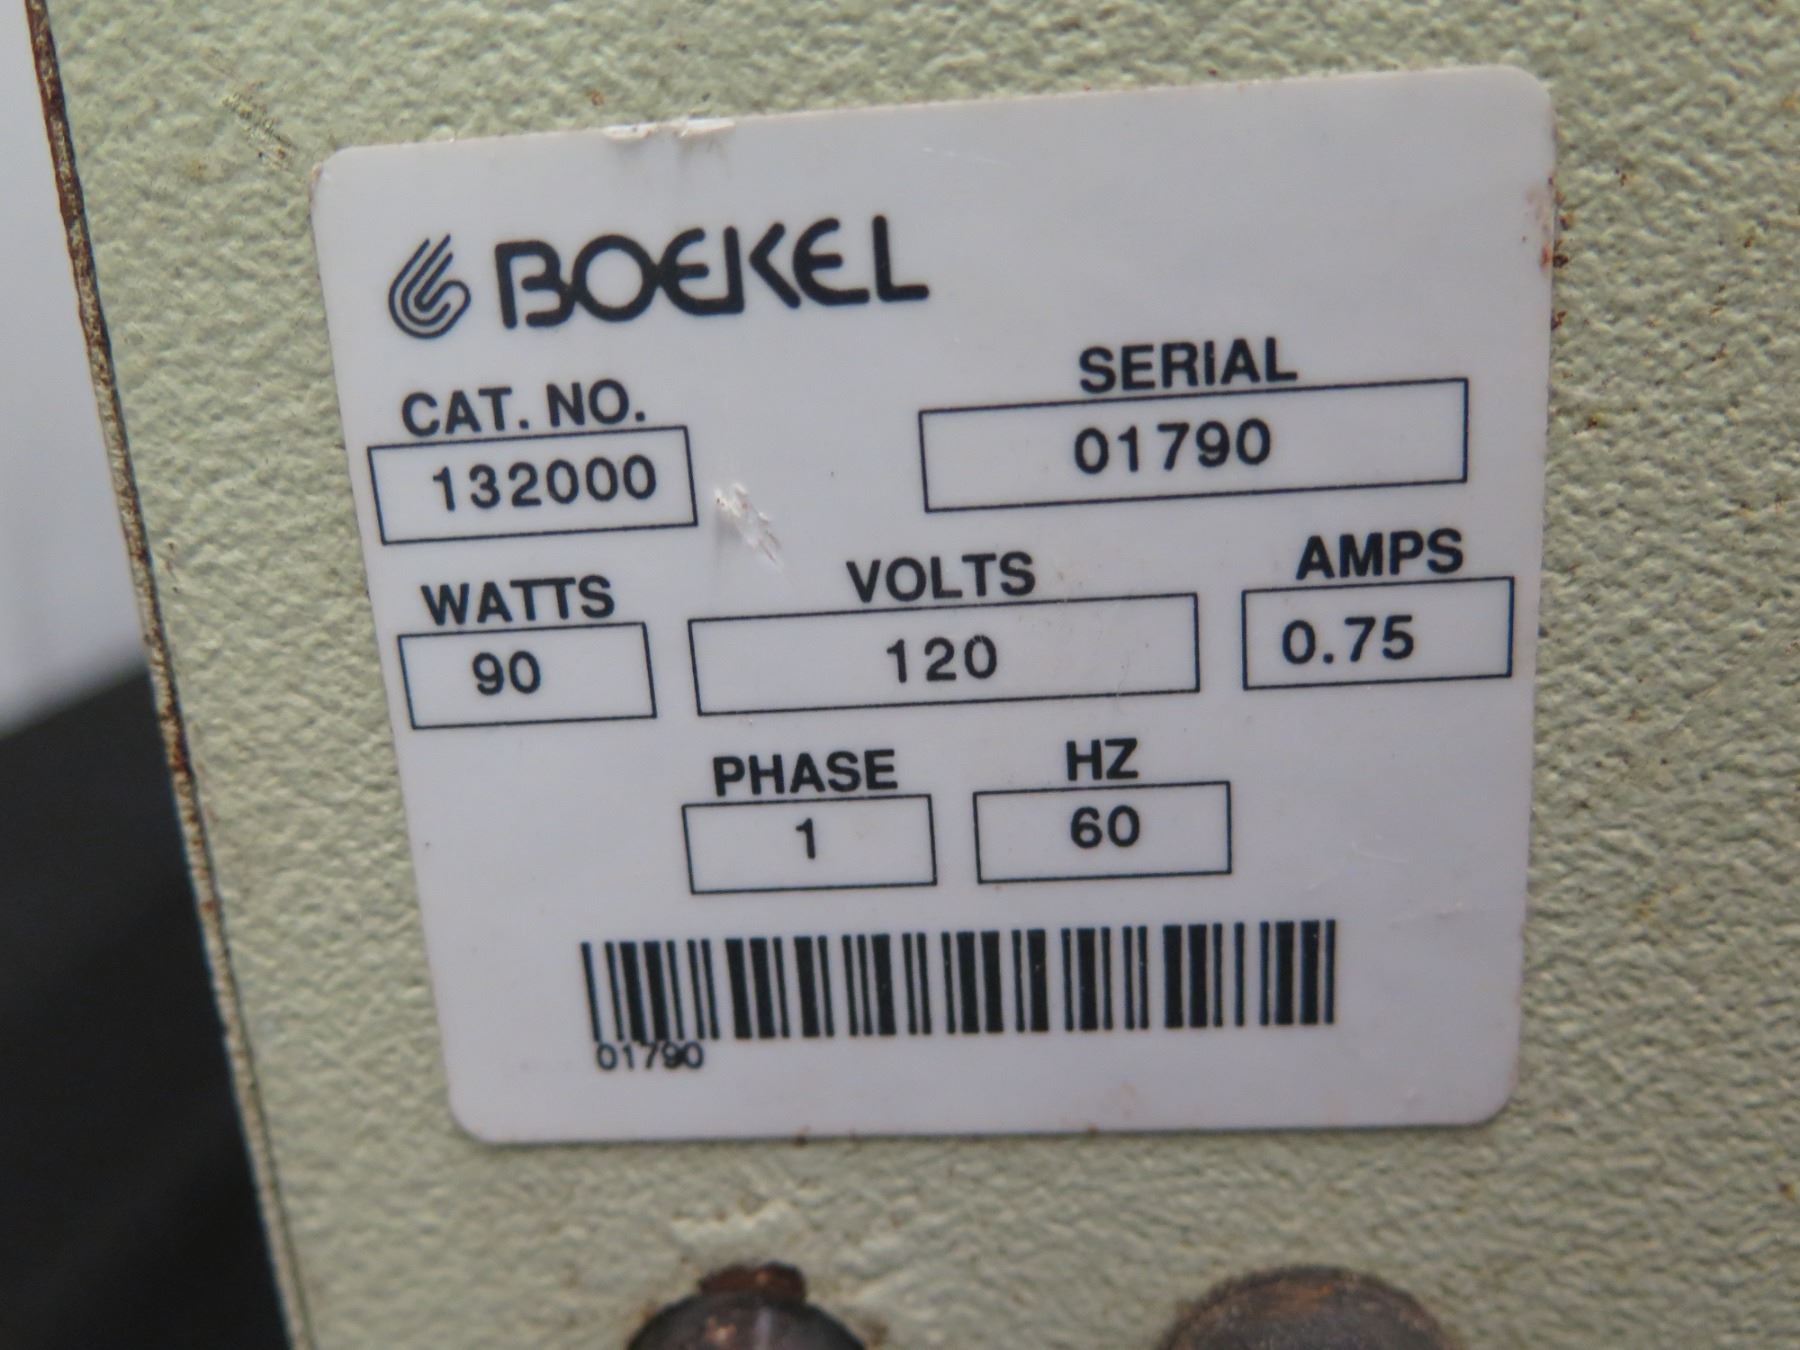 BOEKEL
CAT. NO.
132000
SERIAL
01790
WATTS
90
VOLTS
120
AMPS
0.75
PHASE
1
HZ
60
01790